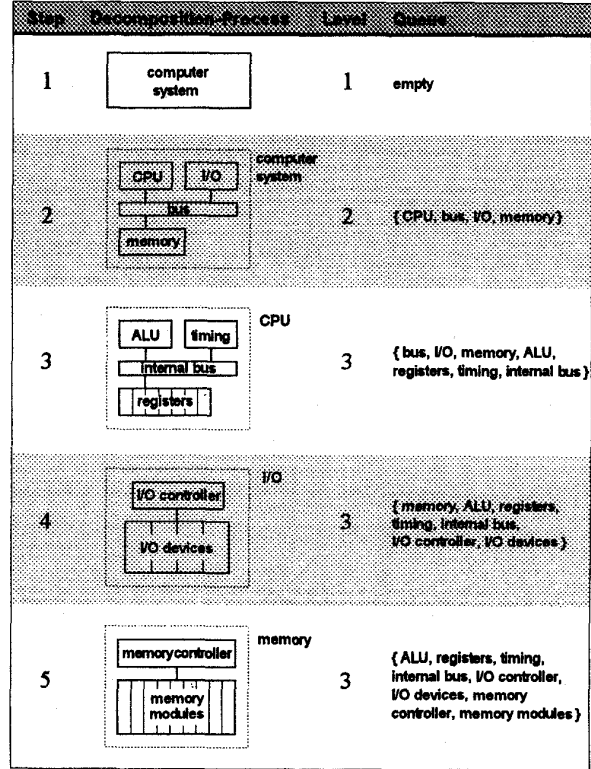 Step Decomposition-Process Level Queue
1
computer
system
1
empty
2
CPU
I/O
bus
memory
computer
system
2
{ CPU, bus, I/O, memory }
3
ALU
timing
internal bus
registers
CPU
3
{ bus, I/O, memory, ALU,
registers, timing, internal bus }
4
I/O controller
I/O devices
I/O
3
{ memory, ALU, registers,
timing, internal bus,
I/O controller, I/O devices }
5
memory controller
memory
modules
memory
3
{ ALU, registers, timing,
internal bus, I/O controller,
I/O devices, memory
controller, memory modules }